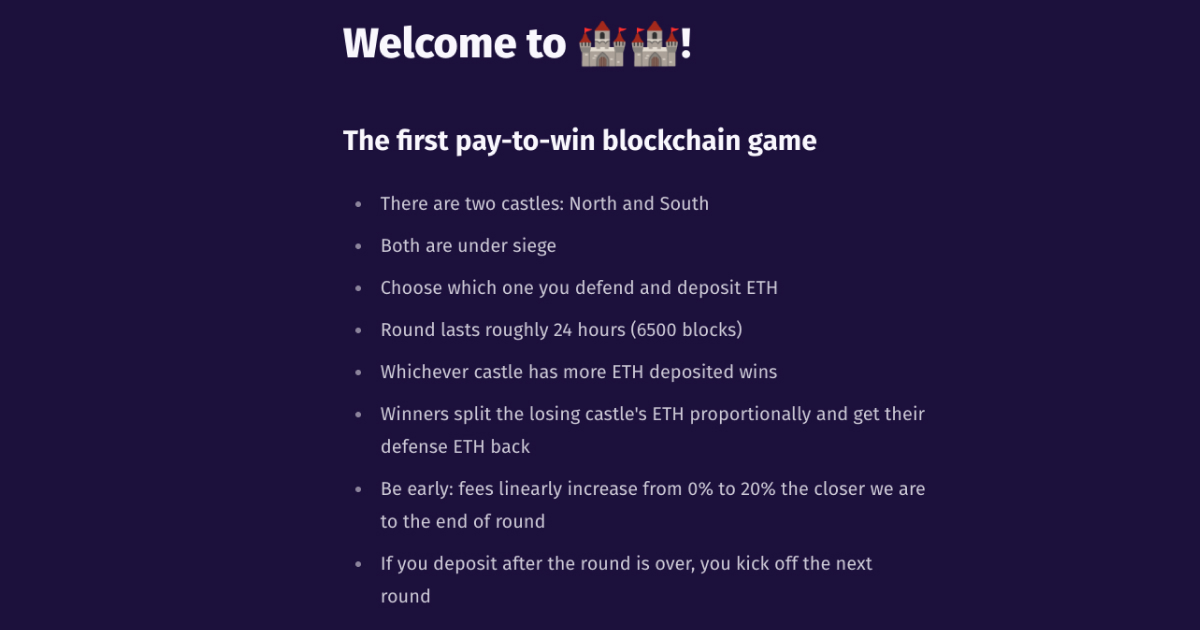 Welcome to 🏰🏰!
The first pay-to-win blockchain game
• There are two castles: North and South
• Both are under siege
• Choose which one you defend and deposit ETH
• Round lasts roughly 24 hours (6500 blocks)
• Whichever castle has more ETH deposited wins
• Winners split the losing castle's ETH proportionally and get their
defense ETH back
• Be early: fees linearly increase from 0% to 20% the closer we are
to the end of round
• If you deposit after the round is over, you kick off the next
round